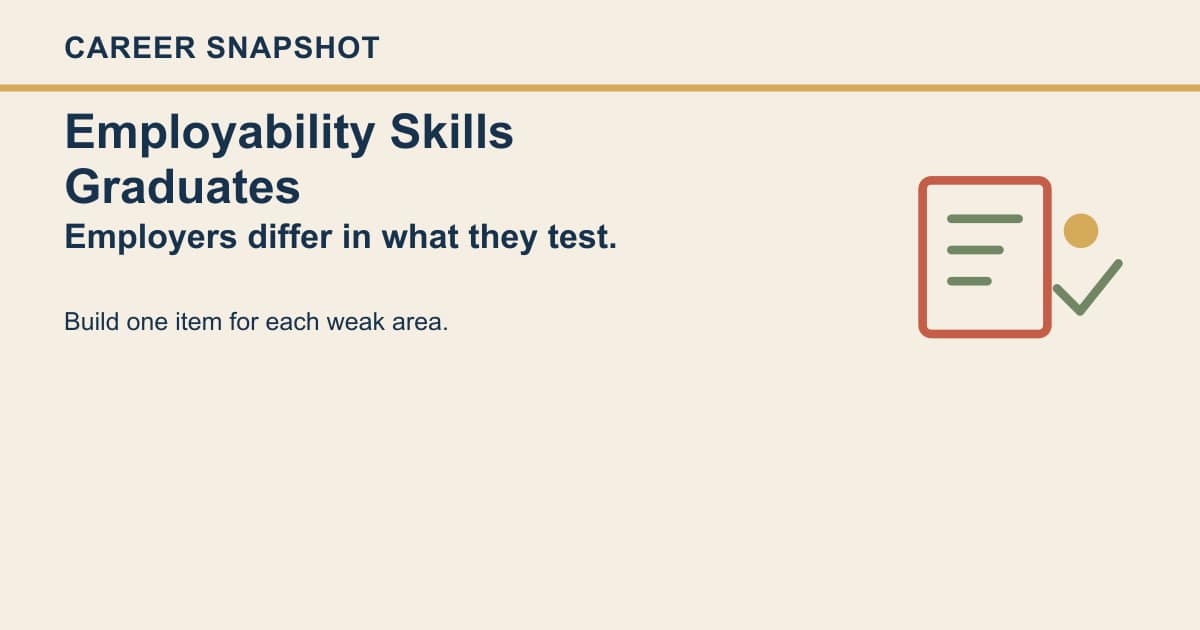 CAREER SNAPSHOT
Employability Skills
Graduates
Employers differ in what they test.
Build one item for each weak area.